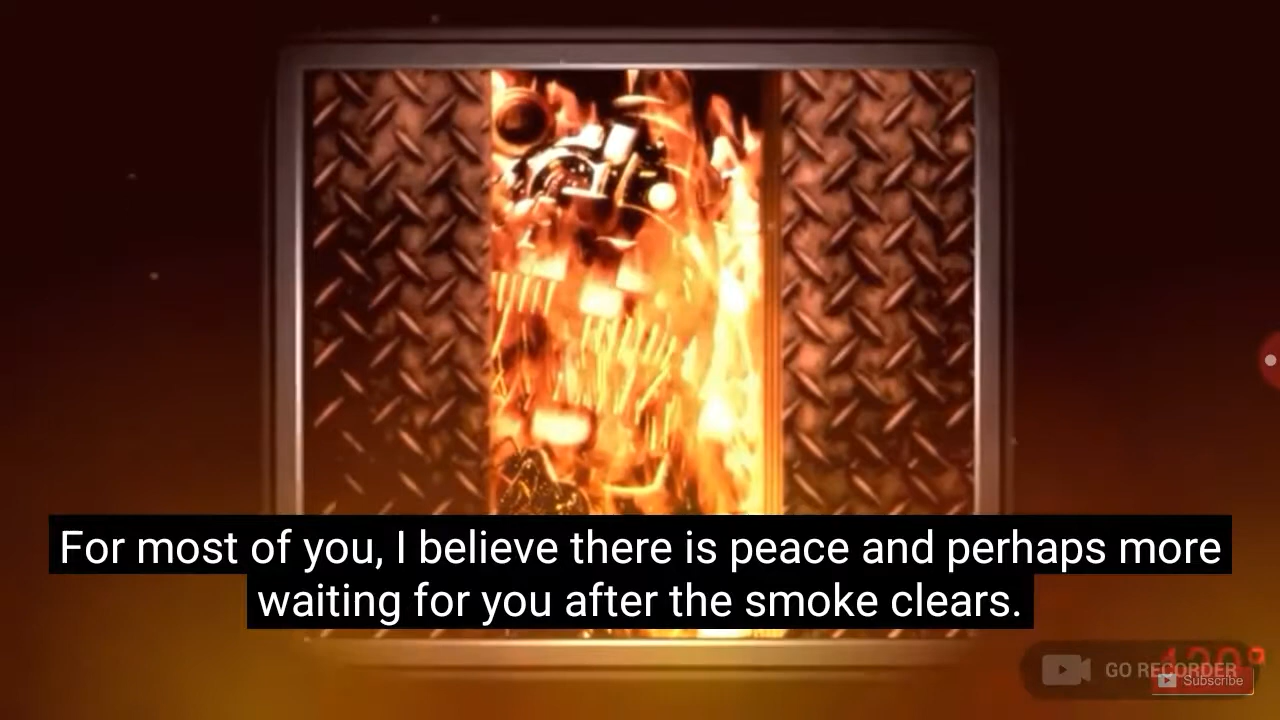 For most of you, I believe there is peace and perhaps more
waiting for you after the smoke clears.
GO RECORDER
Subscribe